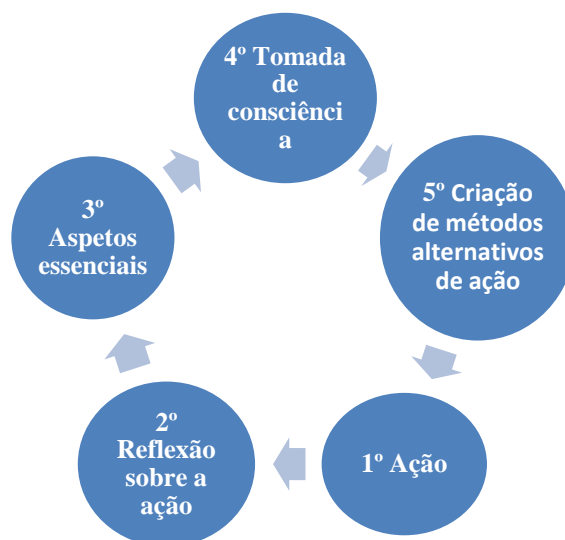 4º Tomada
de
consciênci
a
5º Criação
de métodos
alternativos
de ação
3º
Aspetos
essenciais
2º
Reflexão
sobre a
ação
1º Ação